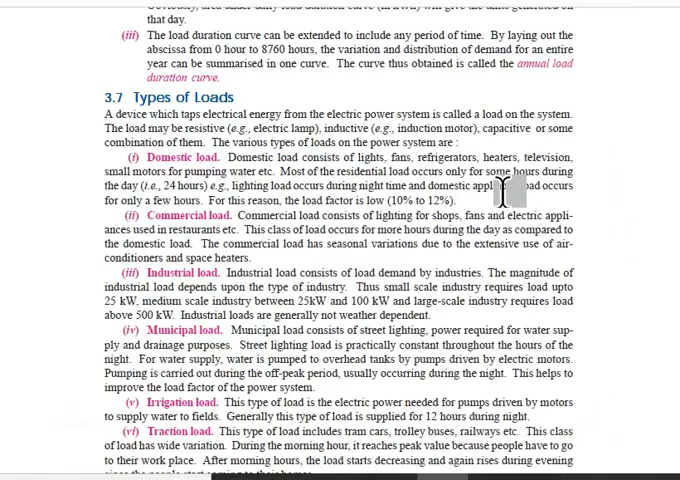 that day.
(iii) The load duration curve can be extended to include any period of time. By laying out the
abscissa from 0 hour to 8760 hours, the variation and distribution of demand for an entire
year can be summarised in one curve. The curve thus obtained is called the annual load
duration curve.
3.7 Types of Loads
A device which taps electrical energy from the electric power system is called a load on the system.
The load may be resistive (e.g., electric lamp), inductive (e.g., induction motor), capacitive or some
combination of them. The various types of loads on the power system are :
(i) Domestic load. Domestic load consists of lights, fans, refrigerators, heaters, television,
small motors for pumping water etc. Most of the residential load occurs only for some hours during
the day (i.e., 24 hours) e.g., lighting load occurs during night time and domestic appl oad occurs
for only a few hours. For this reason, the load factor is low (10% to 12%).
(ii) Commercial load. Commercial load consists of lighting for shops, fans and electric appli-
ances used in restaurants etc. This class of load occurs for more hours during the day as compared to
the domestic load. The commercial load has seasonal variations due to the extensive use of air-
conditioners and space heaters.
(iii) Industrial load. Industrial load consists of load demand by industries. The magnitude of
industrial load depends upon the type of industry. Thus small scale industry requires load upto
25 kW, medium scale industry between 25kW and 100 kW and large-scale industry requires load
above 500 kW. Industrial loads are generally not weather dependent.
(iv) Municipal load. Municipal load consists of street lighting, power required for water sup-
ply and drainage purposes. Street lighting load is practically constant throughout the hours of the
night. For water supply, water is pumped to overhead tanks by pumps driven by electric motors.
Pumping is carried out during the off-peak period, usually occurring during the night. This helps to
improve the load factor of the power system.
(v) Irrigation load. This type of load is the electric power needed for pumps driven by motors
to supply water to fields. Generally this type of load is supplied for 12 hours during night.
(vi) Traction load. This type of load includes tram cars, trolley buses, railways etc. This class
of load has wide variation. During the morning hour, it reaches peak value because people have to go
to their work place. After morning hours, the load starts decreasing and again rises during evening